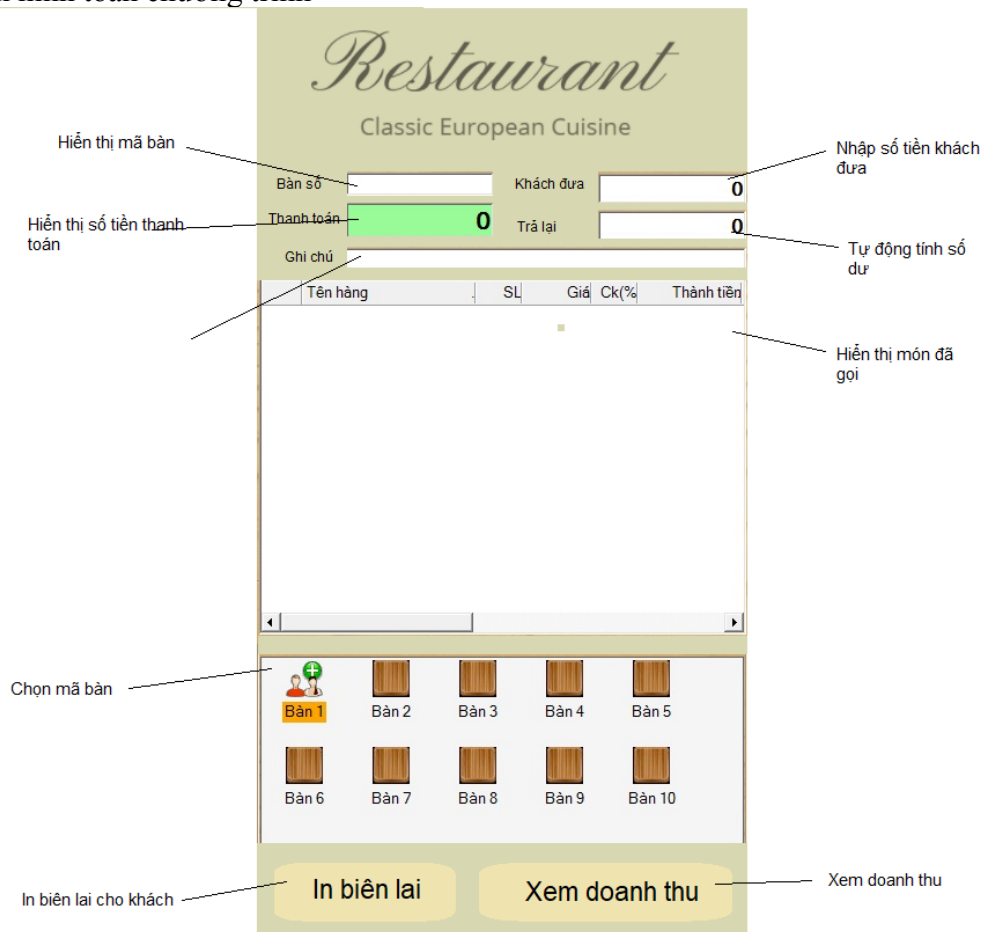 toàn chương trình
Restaurant
Classic European Cuisine
Hiển thị mã bàn
Nhập số tiền khách
đưa
Bàn số
Khách đưa
0
Hiển thị số tiền thanh
toán
Thanh toán
0
Trả lại
0
Tự động tính số
dư
Ghi chú
Tên hàng . SL Giá Ck(% Thành tiền
Hiển thị món đã
gọi
Chọn mã bàn
Bàn 1 Bàn 2 Bàn 3 Bàn 4 Bàn 5
Bàn 6 Bàn 7 Bàn 8 Bàn 9 Bàn 10
In biên lai cho khách
In biên lai
Xem doanh thu
Xem doanh thu